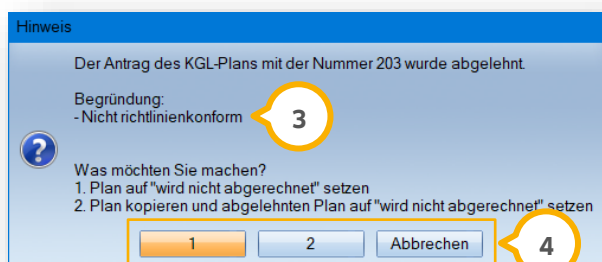 Hinweis
Der Antrag des KGL-Plans mit der Nummer 203 wurde abgelehnt.
Begründung:
- Nicht richtlinienkonform
3
?
Was möchten Sie machen?
1. Plan auf "wird nicht abgerechnet" setzen
2. Plan kopieren und abgelehnten Plan auf "wird nicht abgerechnet" setzen
1 2 Abbrechen 4